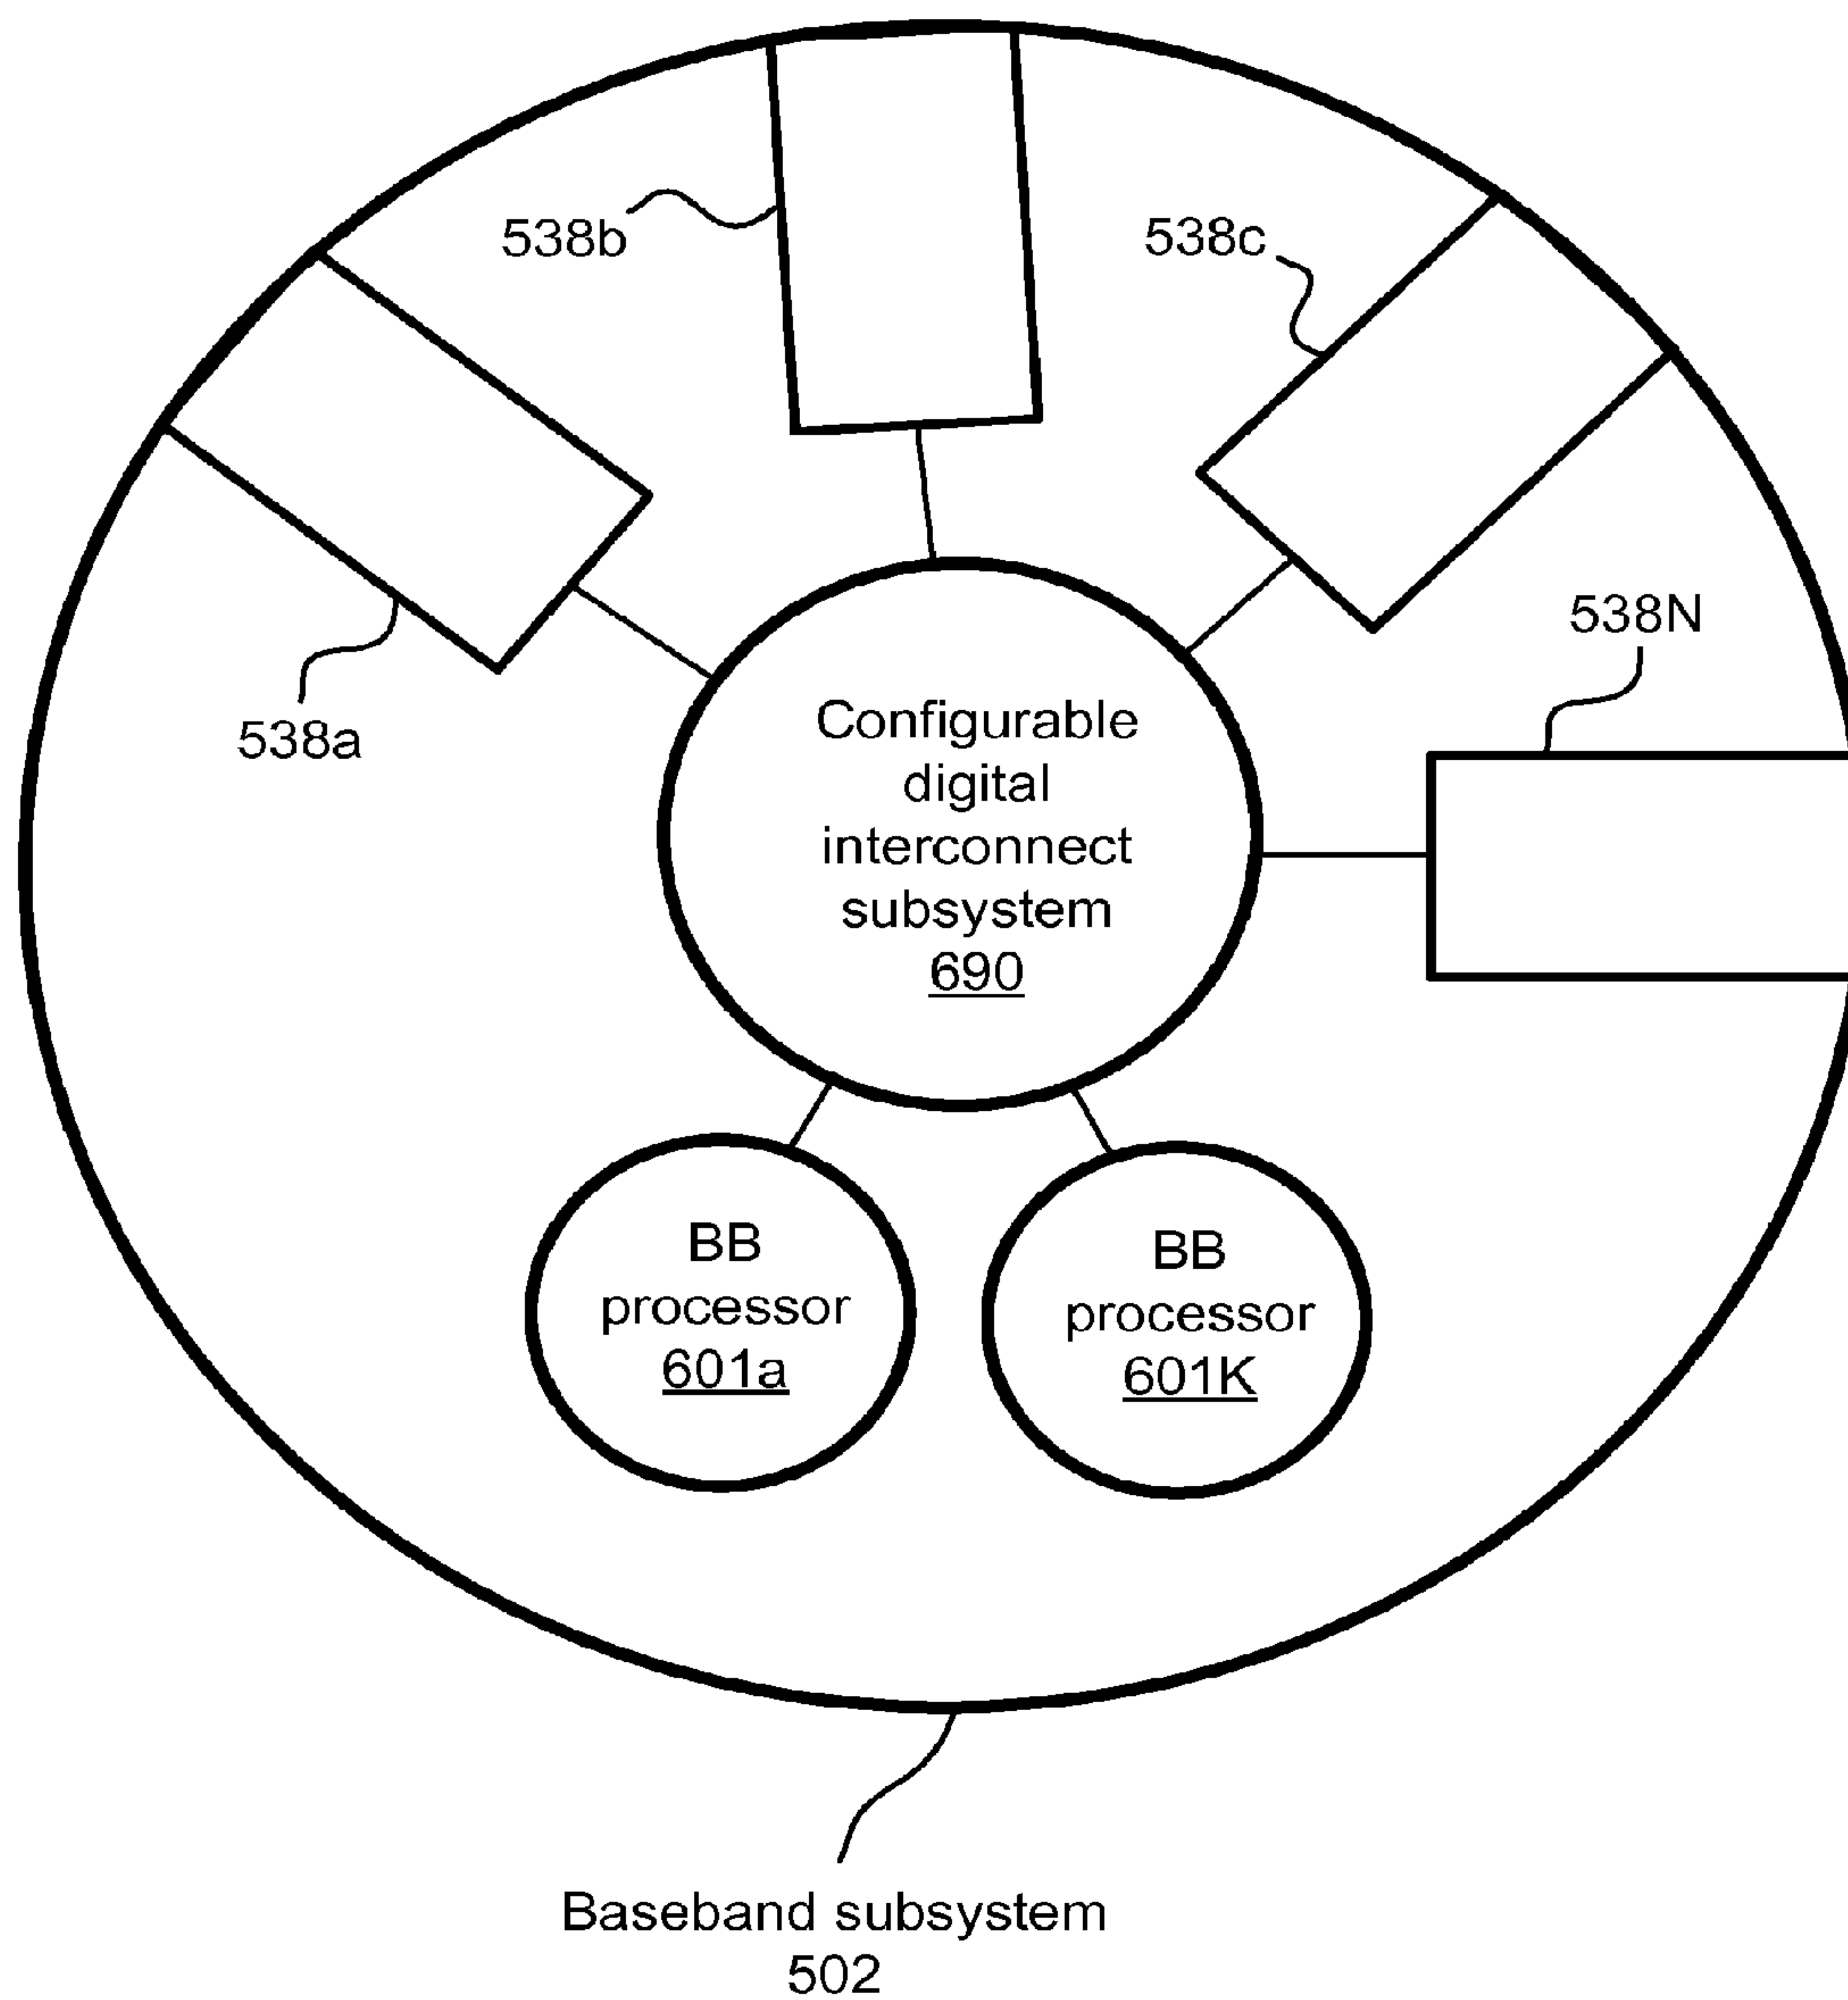 538b
538c
538N
538a
Configurable
digital
interconnect
subsystem
690
BB
processor
601a
BB
processor
601K
Baseband subsystem
502